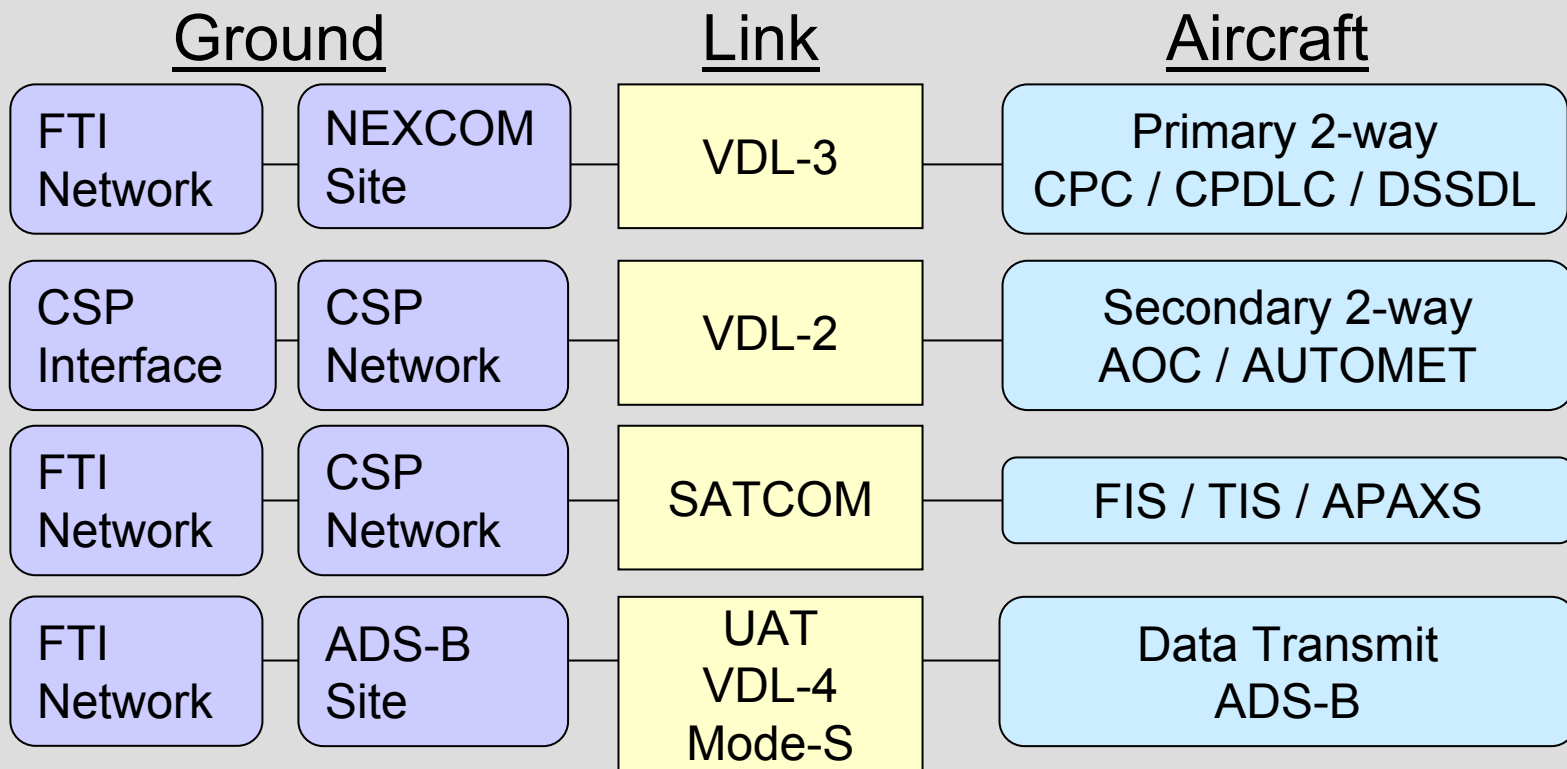 Ground
Link
Aircraft
FTI
Network
NEXCOM
Site
VDL-3
Primary 2-way
CPC / CPDLC / DSSDL
CSP
Interface
CSP
Network
VDL-2
Secondary 2-way
AOC / AUTOMET
FTI
Network
CSP
Network
SATCOM
FIS / TIS / APAXS
FTI
Network
ADS-B
Site
UAT
VDL-4
Mode-S
Data Transmit
ADS-B